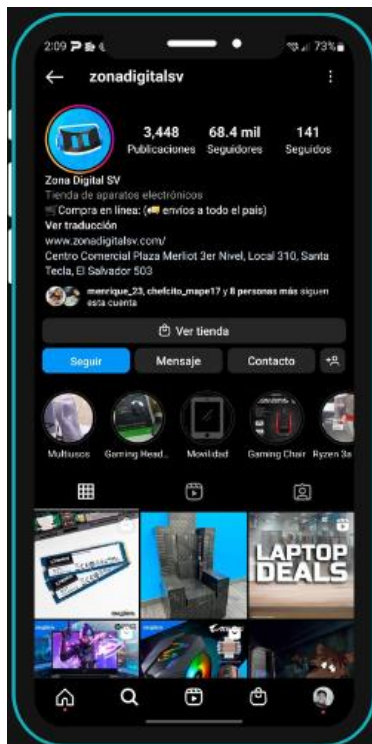 2:09
73%
zonadigitalsv
3,448 68.4 mil 141
Publicaciones Seguidores Seguidos
Zona Digital SV
Tienda de aparatos electrónicos
🛒Compra en línea: (🚛 envíos a todo el país)
Ver traducción
www.zonadigitalsv.com/
Centro Comercial Plaza Merliot 3er Nivel, Local 310, Santa
Tecla, El Salvador 503
menrique_23, chefcito_mape17 y 8 personas más siguen
esta cuenta
Ver tienda
Seguir Mensaje Contacto
Multiusos Gaming Head... Movilidad Gaming Chair Ryzen 3a
LAPTOP
DEALS